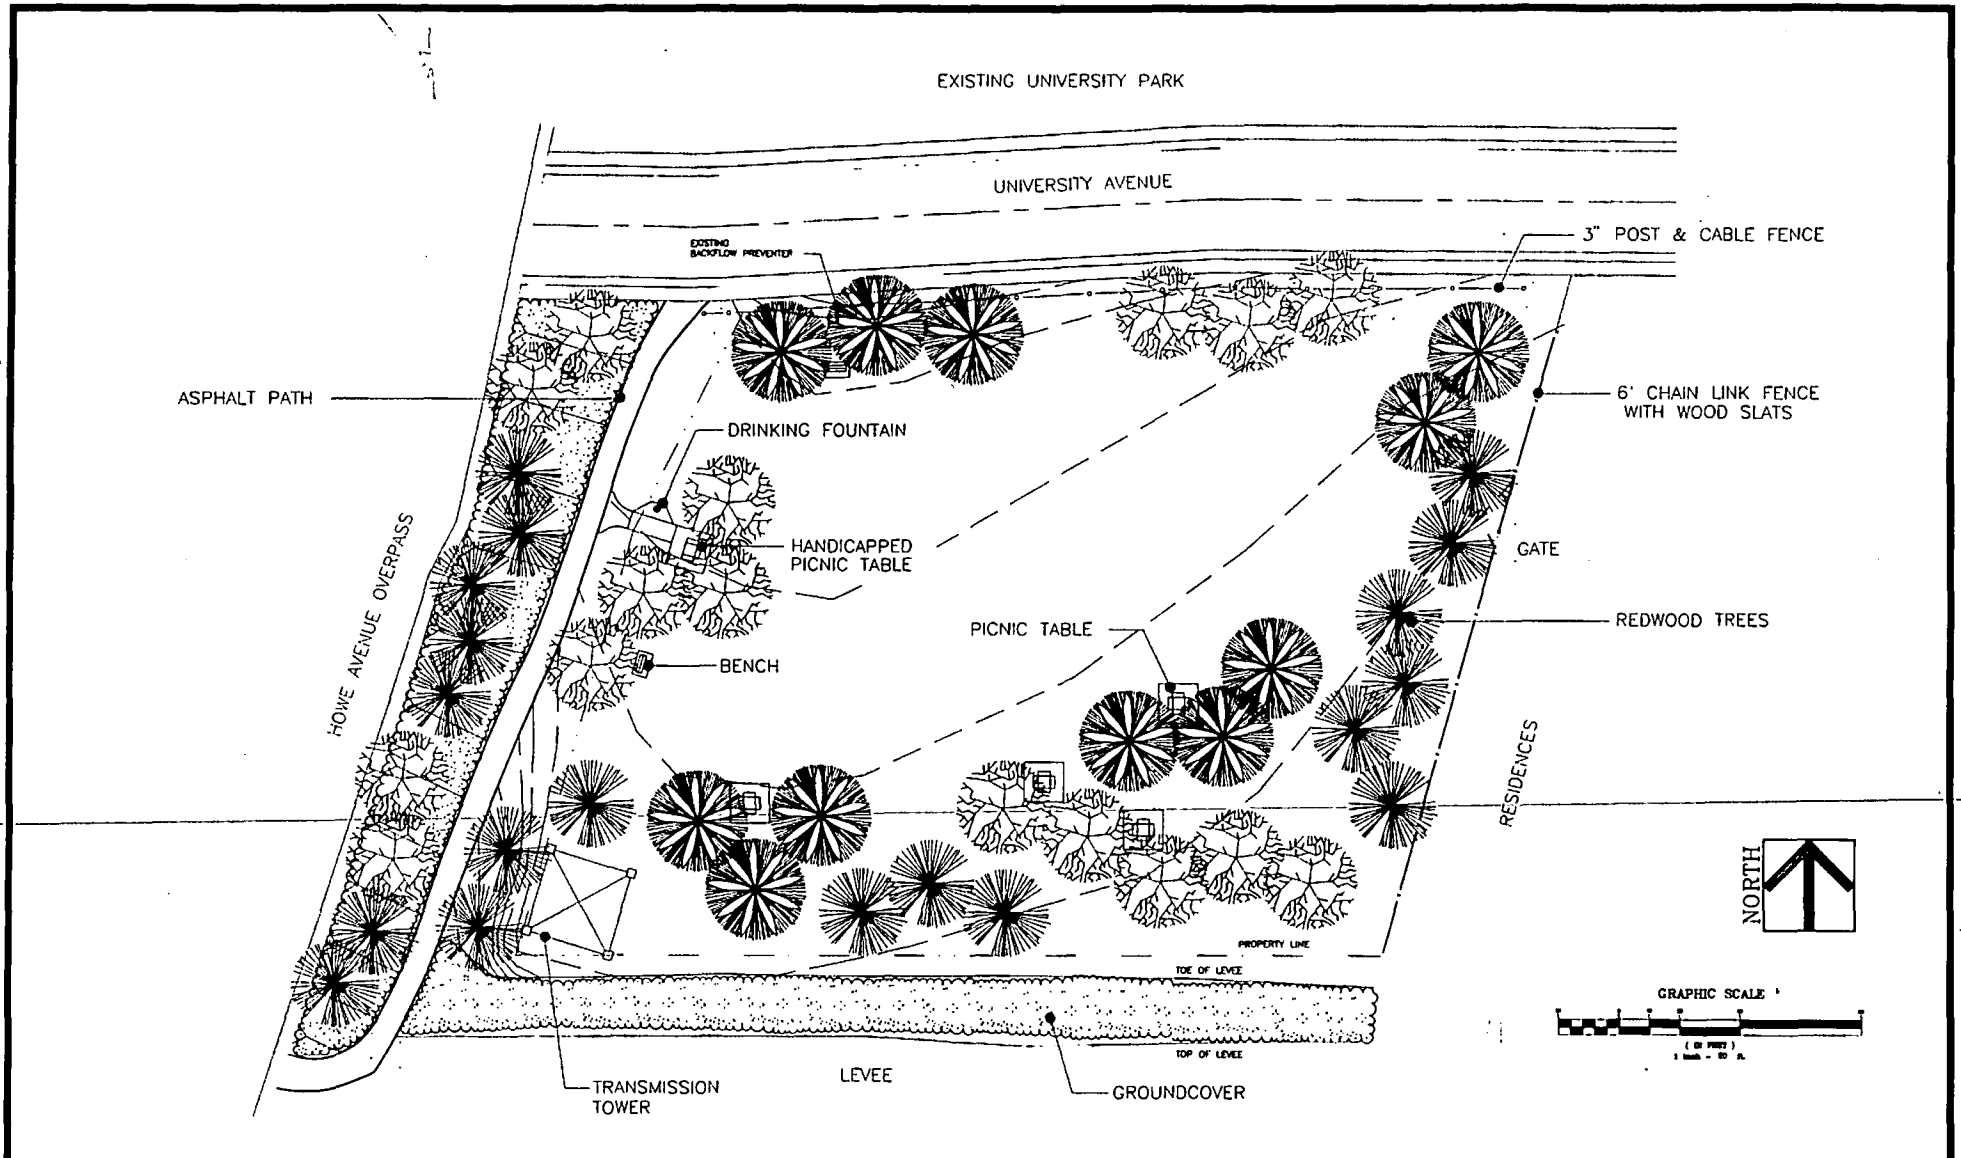 EXISTING UNIVERSITY PARK
UNIVERSITY AVENUE
3" POST & CABLE FENCE
EXISTING
BACKFLOW PREVENTER
ASPHALT PATH
6' CHAIN LINK FENCE
WITH WOOD SLATS
DRINKING FOUNTAIN
HANDICAPPED
PICNIC TABLE
GATE
HOWE AVENUE OVERPASS
PICNIC TABLE
REDWOOD TREES
BENCH
RESIDENCES
NORTH
PROPERTY LINE
TOE OF LEVEE
GRAPHIC SCALE
( IN FEET )
TOP OF LEVEE
LEVEE
TRANSMISSION
TOWER
GROUNDCOVER